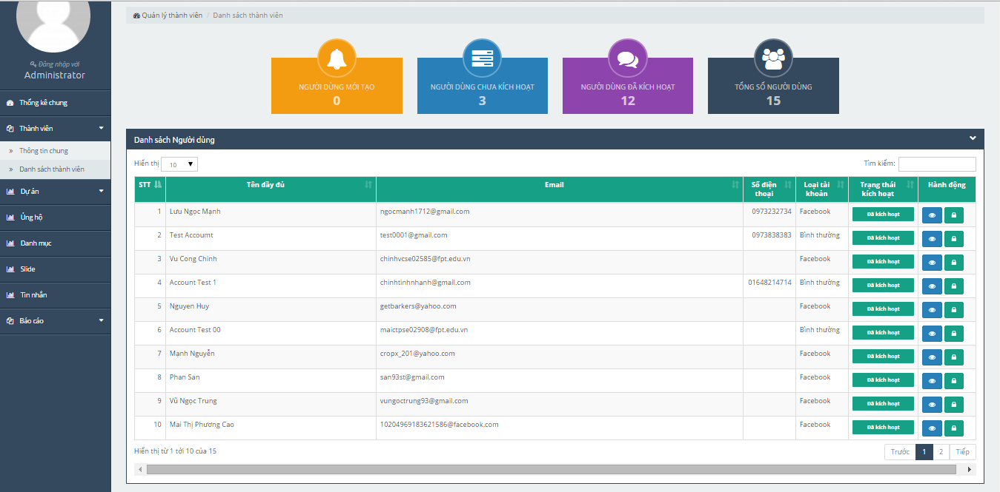 Quản lý thành viên / Danh sách thành viên
Đăng nhập với
Administrator
Thống kê chung
Thành viên
» Thông tin chung
» Danh sách thành viên
Dự án
Ủng hộ
Danh mục
Slide
Tin nhắn
Báo cáo
NGƯỜI DÙNG MỚI TẠO
0
NGƯỜI DÙNG CHƯA KÍCH HOẠT
3
NGƯỜI DÙNG ĐÃ KÍCH HOẠT
12
TỔNG SỐ NGƯỜI DÙNG
15
Danh sách Người dùng
Hiển thị 10 Tìm kiếm:
STT Tên đầy đủ Email Số điện thoại Loại tài khoản Trạng thái kích hoạt Hành động
1 Lưu Ngọc Mạnh ngocmanh1712@gmail.com 0973232734 Facebook Đã kích hoạt
2 Test Accoumt test0001@gmail.com 0973838383 Bình thường Đã kích hoạt
3 Vu Cong Chinh chinhvcse02585@fpt.edu.vn Facebook Đã kích hoạt
4 Account Test 1 chinhtinhnhanh@gmail.com 01648214714 Bình thường Đã kích hoạt
5 Nguyen Huy getbarkers@yahoo.com Facebook Đã kích hoạt
6 Account Test 00 maictpse02908@fpt.edu.vn Bình thường Đã kích hoạt
7 Mạnh Nguyễn cropx_201@yahoo.com Facebook Đã kích hoạt
8 Phan San san93st@gmail.com Facebook Đã kích hoạt
9 Vũ Ngọc Trung vungoctrung93@gmail.com Facebook Đã kích hoạt
10 Mai Thị Phương Cao 10204969183621586@facebook.com Facebook Đã kích hoạt
Hiển thị từ 1 tới 10 của 15
Trước 1 2 Tiếp